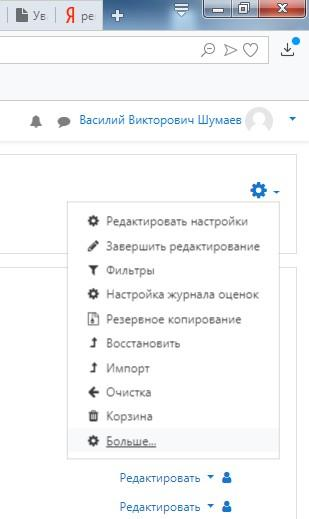 Ув
Я ре
Василий Викторович Шумаев
Редактировать настройки
Завершить редактирование
Фильтры
Настройка журнала оценок
Резервное копирование
Восстановить
Импорт
Очистка
Корзина
Больше...
Редактировать
Редактировать